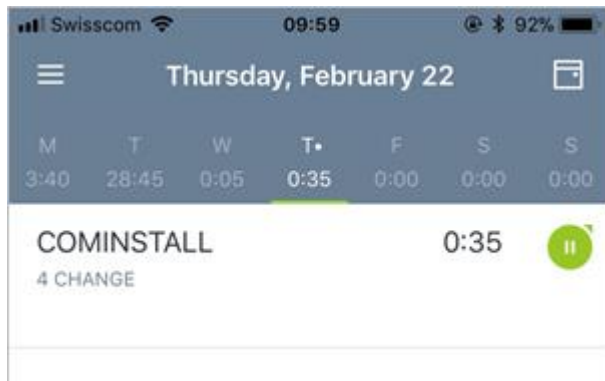 Swisscom 09:59 92%
Thursday, February 22
M T W T• F S S
3:40 28:45 0:05 0:35 0:00 0:00 0:00
COMINSTALL 0:35
4 CHANGE